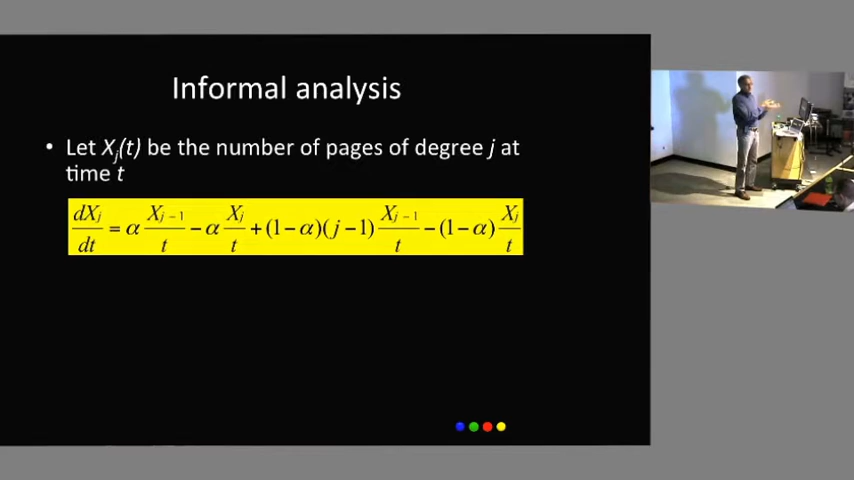 Informal analysis
• Let Xj(t) be the number of pages of degree j at
time t
dXj/dt = α Xj−1/t − α Xj/t + (1−α)(j−1) Xj−1/t − (1−α) Xj/t